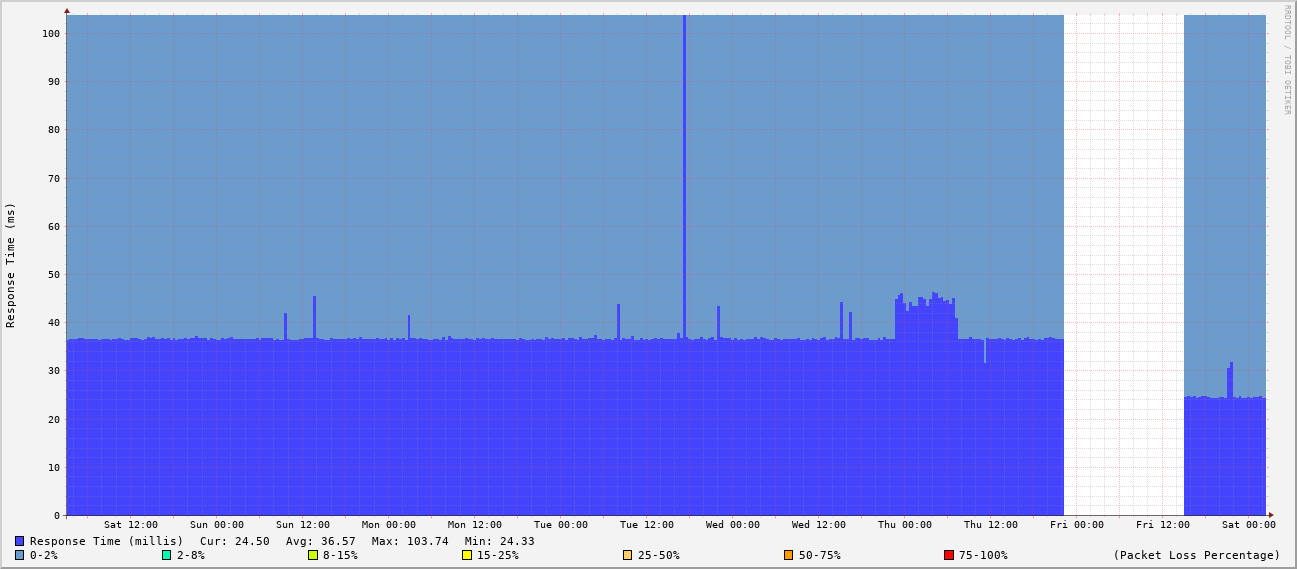 RRDTOOL / TOBI OETIKER
Response Time (ms)
100
90
80
70
60
50
40
30
20
10
0
Sat 12:00 Sun 00:00 Sun 12:00 Mon 00:00 Mon 12:00 Tue 00:00 Tue 12:00 Wed 00:00 Wed 12:00 Thu 00:00 Thu 12:00 Fri 00:00 Fri 12:00 Sat 00:00
Response Time (millis) Cur: 24.50 Avg: 36.57 Max: 103.74 Min: 24.33
0-2% 2-8% 8-15% 15-25% 25-50% 50-75% 75-100% (Packet Loss Percentage)